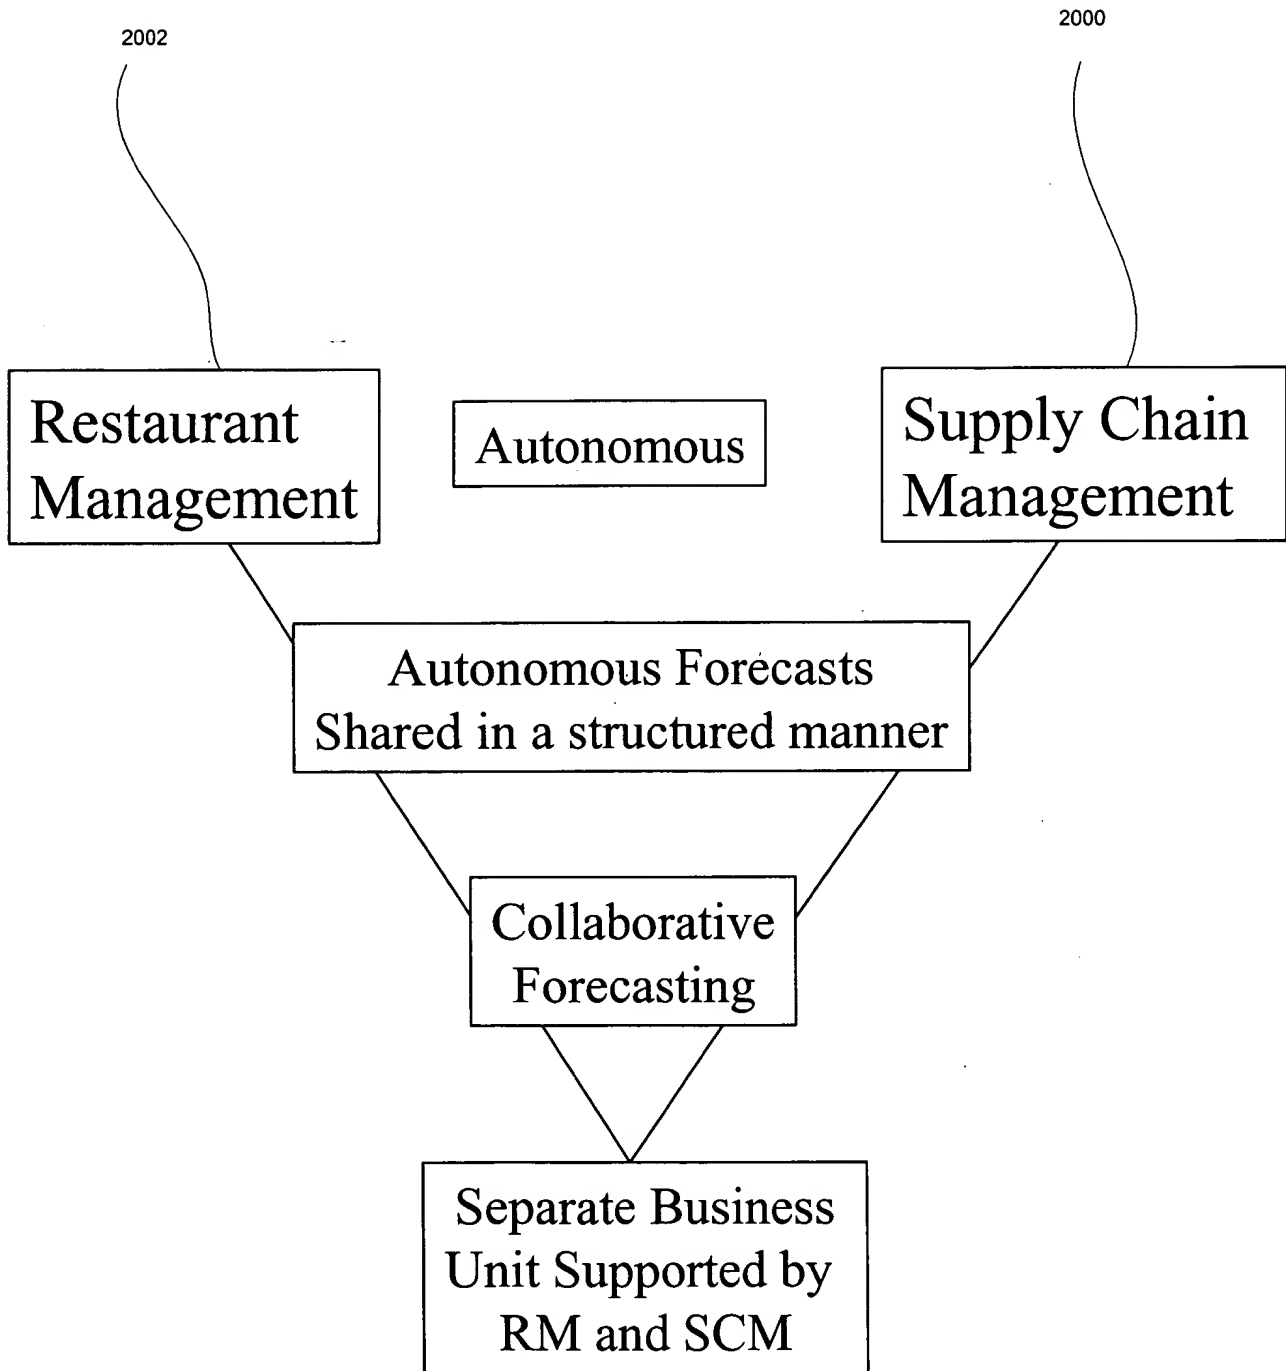 2002
2000
Restaurant
Management
Autonomous
Supply Chain
Management
Autonomous Forecasts
Shared in a structured manner
Collaborative
Forecasting
Separate Business
Unit Supported by
RM and SCM